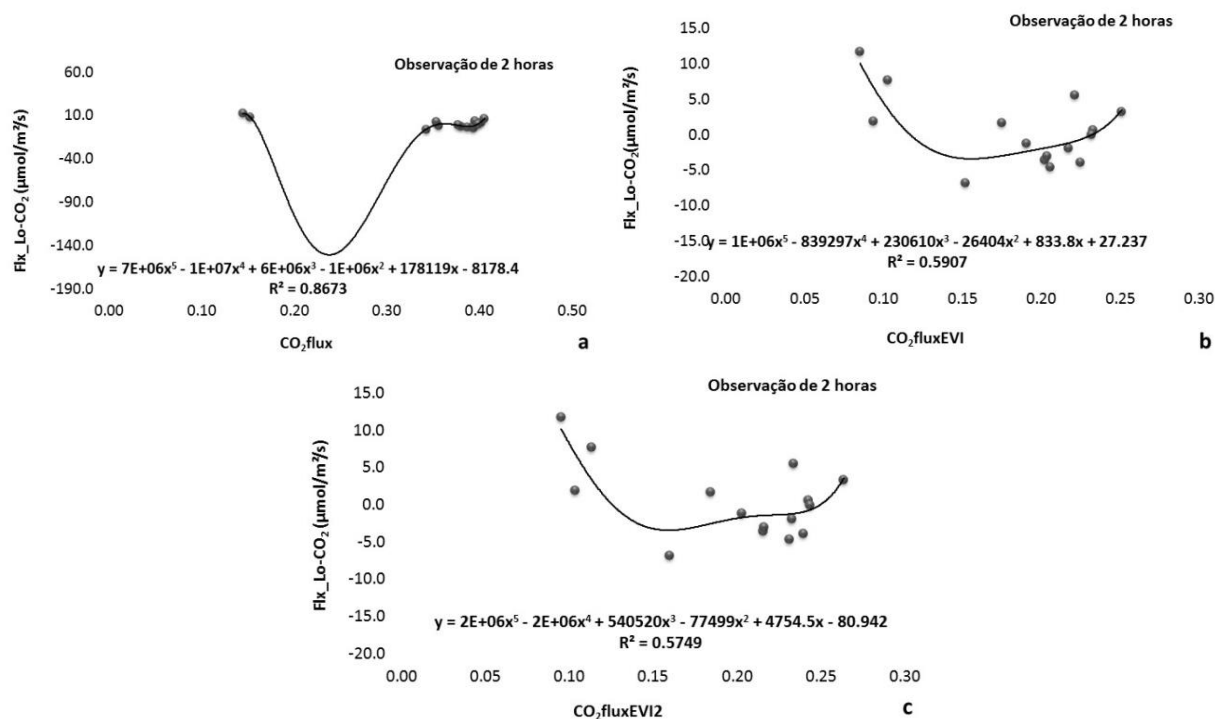 Observação de 2 horas
Flx_Lo-CO₂ (µmol/m²/s)
60.0
10.0
-40.0
-90.0
-140.0
-190.0
y = 7E+06x⁵ - 1E+07x⁴ + 6E+06x³ - 1E+06x² + 178119x - 8178.4
R² = 0.8673
0.00 0.10 0.20 0.30 0.40 0.50
CO₂flux
a
Observação de 2 horas
Flx_Lo-CO₂(µmol/m²/s)
15.0
10.0
5.0
0.0
-5.0
-10.0
-15.0
-20.0
y = 1E+06x⁵ - 839297x⁴ + 230610x³ - 26404x² + 833.8x + 27.237
R² = 0.5907
0.00 0.05 0.10 0.15 0.20 0.25 0.30
CO₂fluxEVI
b
Observação de 2 horas
Flx_Lo-CO₂ (µmol/m²/s)
15.0
10.0
5.0
0.0
-5.0
-10.0
-15.0
-20.0
y = 2E+06x⁵ - 2E+06x⁴ + 540520x³ - 77499x² + 4754.5x - 80.942
R² = 0.5749
0.00 0.05 0.10 0.15 0.20 0.25 0.30
CO₂fluxEVI2
c